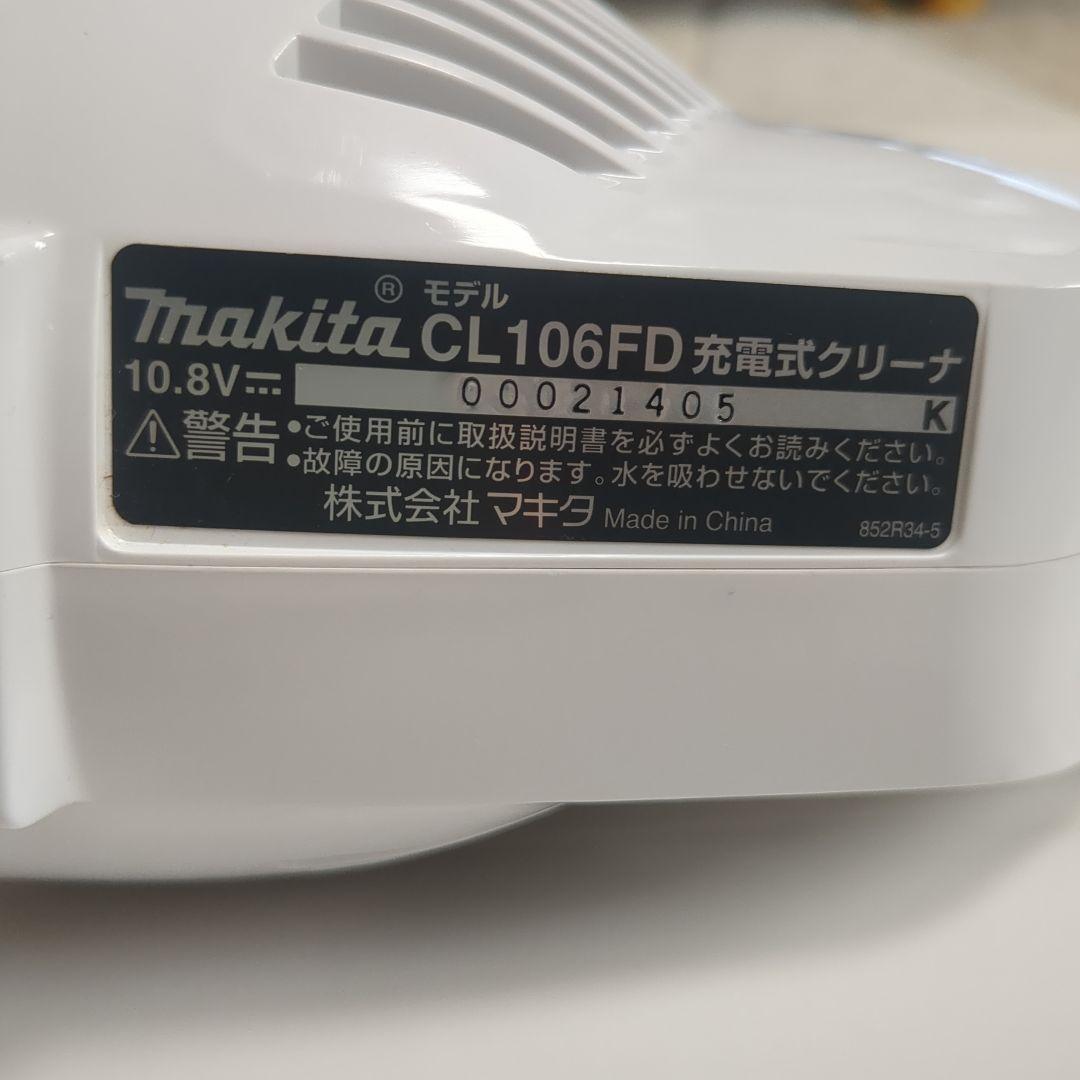 makita® モデル CL106FD 充電式クリーナ
10.8V⎓ 00021405 K
⚠警告 •ご使用前に取扱説明書を必ずよくお読みください。
•故障の原因になります。水を吸わせないでください。
株式会社 マキタ Made in China 852R34-5